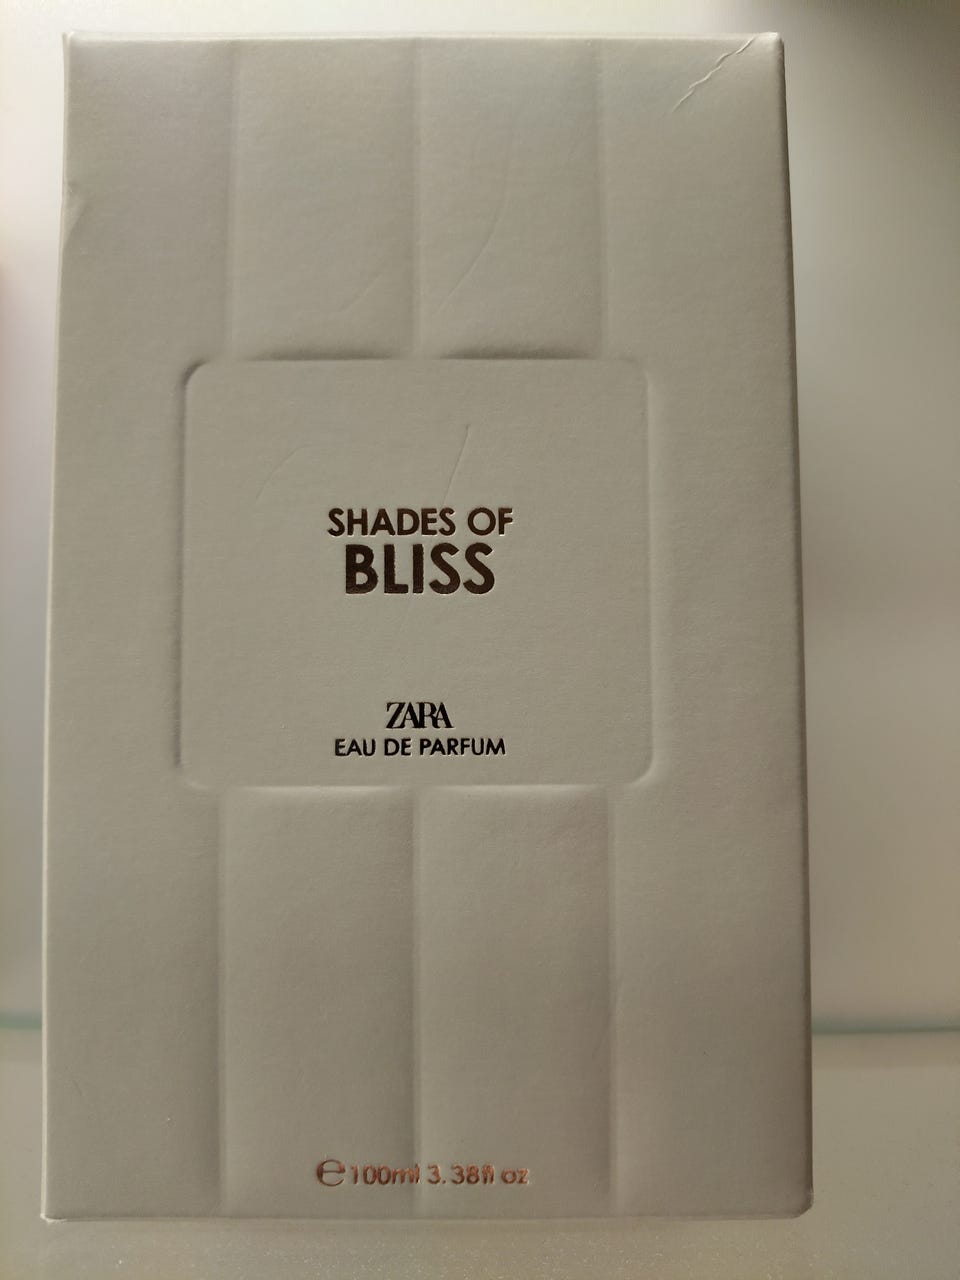 SHADES OF
BLISS
ZARA
EAU DE PARFUM
℮100ml 3.38fl oz